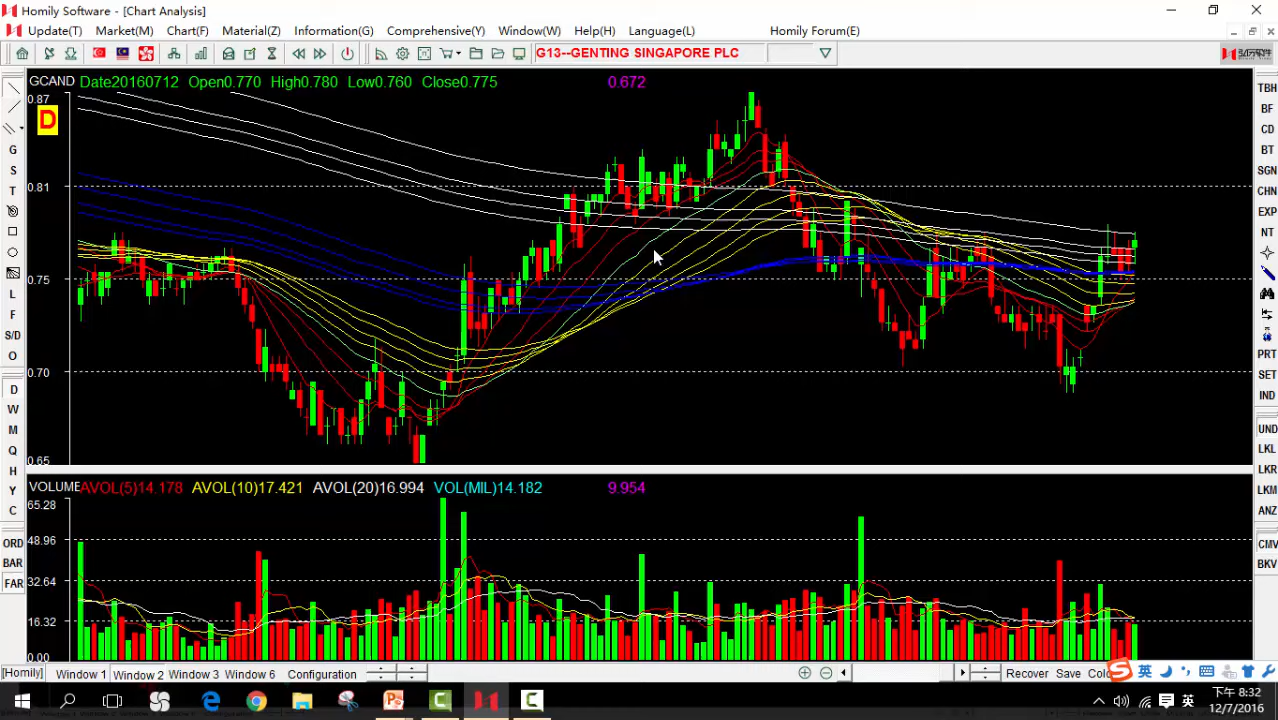 Homily Software - [Chart Analysis]
Update(T) Market(M) Chart(F) Material(Z) Information(G) Comprehensive(Y) Window(W) Help(H) Language(L) Homily Forum(E)
G13--GENTING SINGAPORE PLC
GCAND Date20160712 Open0.770 High0.780 Low0.760 Close0.775 0.672
D
0.87
0.81
0.75
0.70
0.65
VOLUME AVOL(5)14.178 AVOL(10)17.421 AVOL(20)16.994 VOL(MIL)14.182 9.954
65.28
48.96
32.64
16.32
0.00
G
S
T
L
F
S/D
O
D
W
M
Q
H
Y
C
ORD
BAR
FAR
TBH
BF
CD
BT
SGN
CHN
EXP
NT
PRT
SET
IND
UND
LKL
LKR
LKM
ANZ
CMV
BKV
[Homily] Window 1 Window 2 Window 3 Window 6 Configuration Recover Save
英
英
下午 8:32
12/7/2016